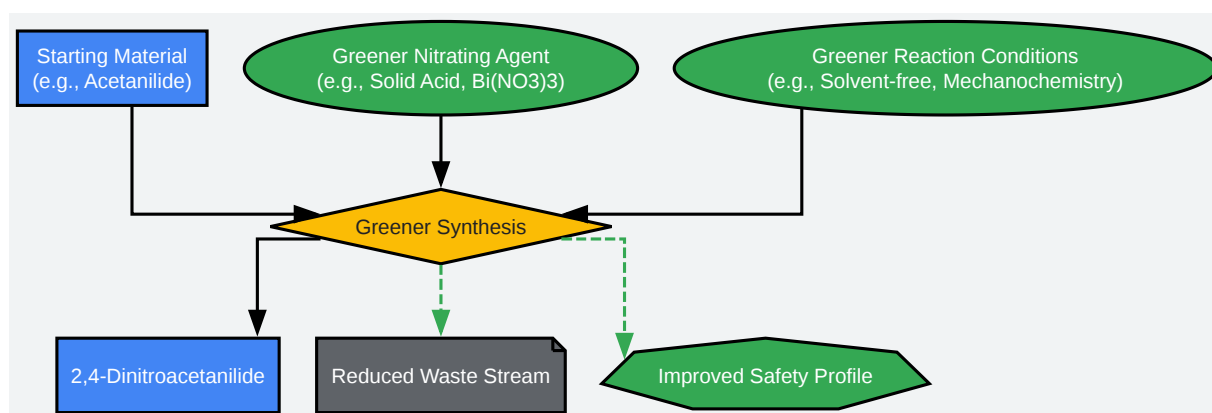 Starting Material
(e.g., Acetanilide)
Greener Nitrating Agent
(e.g., Solid Acid, Bi(NO3)3)
Greener Reaction Conditions
(e.g., Solvent-free, Mechanochemistry)
Greener Synthesis
2,4-Dinitroacetanilide
Reduced Waste Stream
Improved Safety Profile